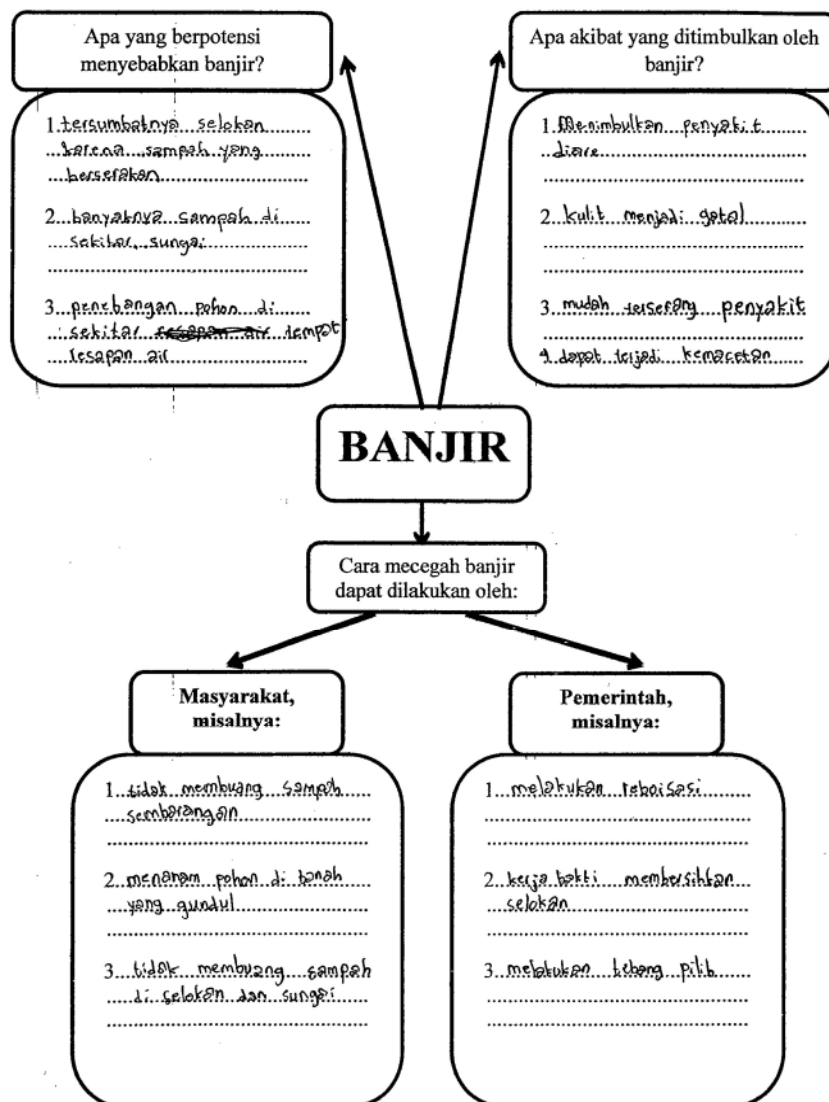 Apa yang berpotensi
menyebabkan banjir?
1. tersumbatnya selokan
karena sampah yang
berserakan
2. banyaknya sampah di
sekitar sungai
3. penebangan pohon di
sekitar resapan air tempat
resapan air
Apa akibat yang ditimbulkan oleh
banjir?
1. Menimbulkan penyakit
diare
2. kulit menjadi gatal
3. mudah terserang penyakit
4. dapat terjadi kemacetan
BANJIR
Cara mecegah banjir
dapat dilakukan oleh:
Masyarakat,
misalnya:
1. tidak membuang sampah
sembarangan
2. menanam pohon di tanah
yang gundul
3. tidak membuang sampah
di selokan dan sungai
Pemerintah,
misalnya:
1. melakukan reboisasi
2. kerja bakti membersihkan
selokan
3. melakukan tebang pilih